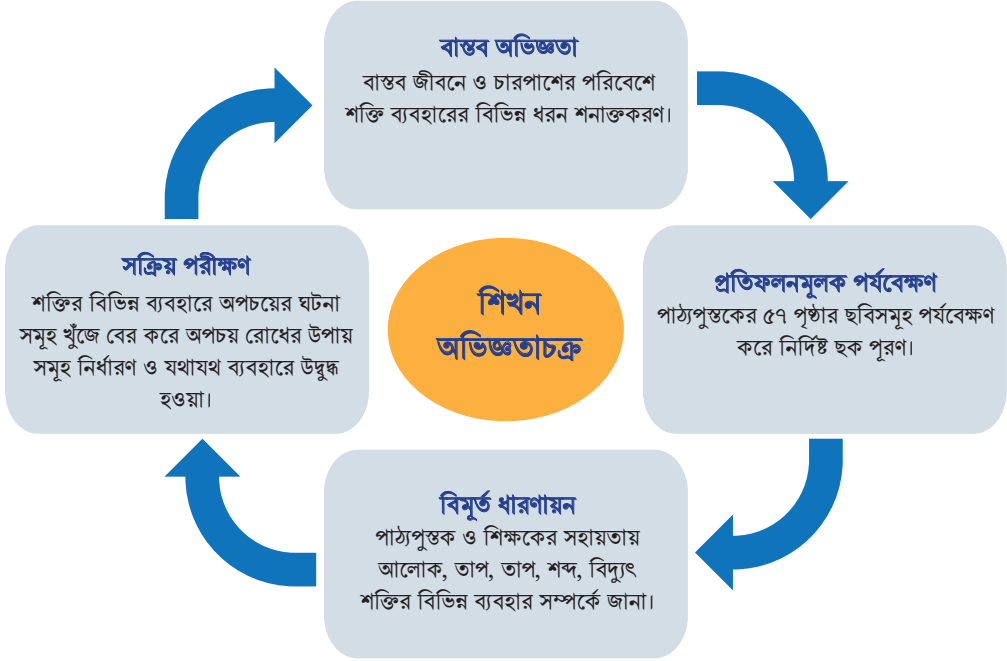 বাস্তব অভিজ্ঞতা
বাস্তব জীবনে ও চারপাশের পরিবেশে
শক্তি ব্যবহারের বিভিন্ন ধরন শনাক্তকরণ।
প্রতিফলনমূলক পর্যবেক্ষণ
পাঠ্যপুস্তকের ৫৭ পৃষ্ঠার ছবিসমূহ পর্যবেক্ষণ
করে নির্দিষ্ট ছক পূরণ।
বিমূর্ত ধারণায়ন
পাঠ্যপুস্তক ও শিক্ষকের সহায়তায়
আলোক, তাপ, তাপ, শব্দ, বিদ্যুৎ
শক্তির বিভিন্ন ব্যবহার সম্পর্কে জানা।
সক্রিয় পরীক্ষণ
শক্তির বিভিন্ন ব্যবহারে অপচয়ের ঘটনা
সমূহ খুঁজে বের করে অপচয় রোধের উপায়
সমূহ নির্ধারণ ও যথাযথ ব্যবহারে উদ্বুদ্ধ
হওয়া।
শিখন
অভিজ্ঞতাচক্র